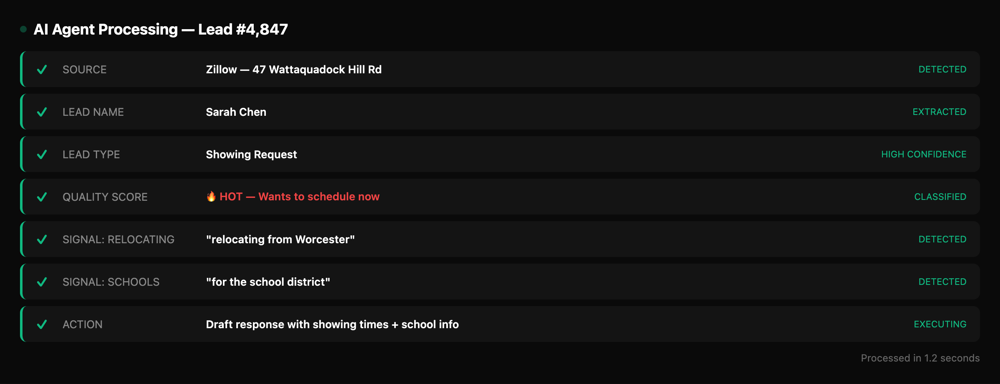 AI Agent Processing — Lead #4,847
✓ SOURCE Zillow — 47 Wattaquadock Hill Rd DETECTED
✓ LEAD NAME Sarah Chen EXTRACTED
✓ LEAD TYPE Showing Request HIGH CONFIDENCE
✓ QUALITY SCORE 🔥 HOT — Wants to schedule now CLASSIFIED
✓ SIGNAL: RELOCATING "relocating from Worcester" DETECTED
✓ SIGNAL: SCHOOLS "for the school district" DETECTED
✓ ACTION Draft response with showing times + school info EXECUTING
Processed in 1.2 seconds